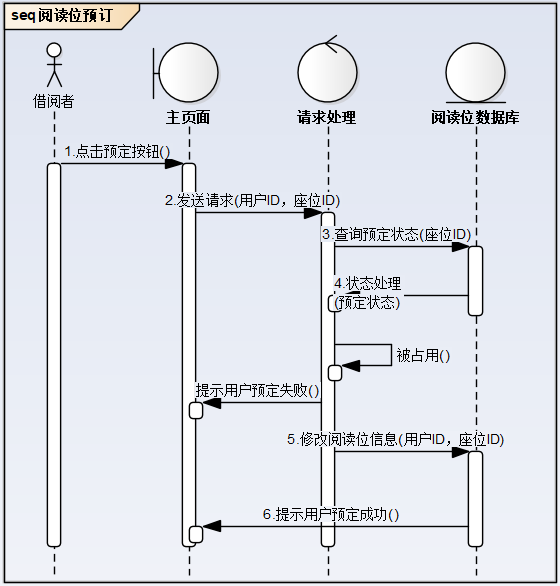 seq 阅读位预订
借阅者
主页面
请求处理
阅读位数据库
1.点击预定按钮()
2.发送请求(用户ID，座位ID)
3.查询预定状态(座位ID)
4.状态处理
(预定状态)
被占用()
提示用户预定失败()
5.修改阅读位信息(用户ID，座位ID)
6.提示用户预定成功()